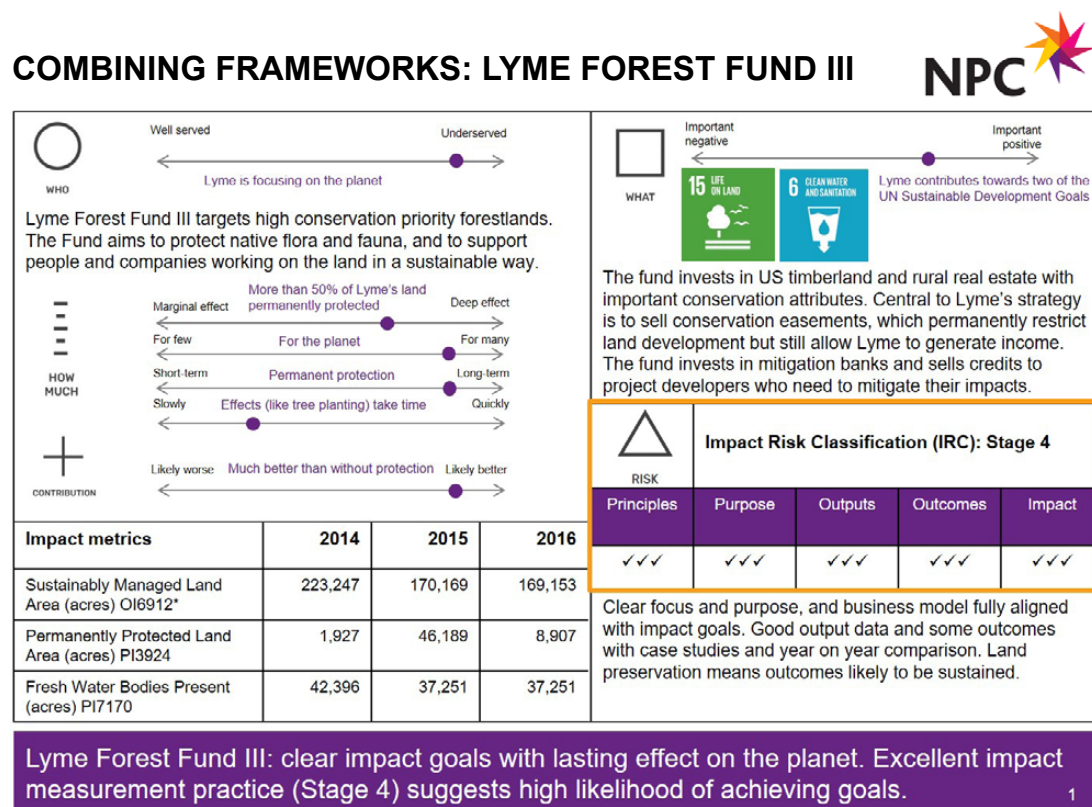 COMBINING FRAMEWORKS: LYME FOREST FUND III
NPC
Well served Underserved
Lyme is focusing on the planet
WHO
Lyme Forest Fund III targets high conservation priority forestlands.
The Fund aims to protect native flora and fauna, and to support
people and companies working on the land in a sustainable way.
More than 50% of Lyme's land
Marginal effect permanently protected Deep effect
For few For the planet For many
Short-term Permanent protection Long-term
HOW
MUCH
Slowly Effects (like tree planting) take time Quickly
Likely worse Much better than without protection Likely better
CONTRIBUTION
Impact metrics 2014 2015 2016
Sustainably Managed Land
Area (acres) OI6912* 223,247 170,169 169,153
Permanently Protected Land
Area (acres) PI3924 1,927 46,189 8,907
Fresh Water Bodies Present
(acres) PI7170 42,396 37,251 37,251
Important
negative
Important
positive
WHAT
15 LIFE
ON LAND
6 CLEAN WATER
AND SANITATION
Lyme contributes towards two of the
UN Sustainable Development Goals
The fund invests in US timberland and rural real estate with
important conservation attributes. Central to Lyme's strategy
is to sell conservation easements, which permanently restrict
land development but still allow Lyme to generate income.
The fund invests in mitigation banks and sells credits to
project developers who need to mitigate their impacts.
RISK
Impact Risk Classification (IRC): Stage 4
Principles Purpose Outputs Outcomes Impact
✓✓✓ ✓✓✓ ✓✓✓ ✓✓✓ ✓✓✓
Clear focus and purpose, and business model fully aligned
with impact goals. Good output data and some outcomes
with case studies and year on year comparison. Land
preservation means outcomes likely to be sustained.
Lyme Forest Fund III: clear impact goals with lasting effect on the planet. Excellent impact
measurement practice (Stage 4) suggests high likelihood of achieving goals.
1